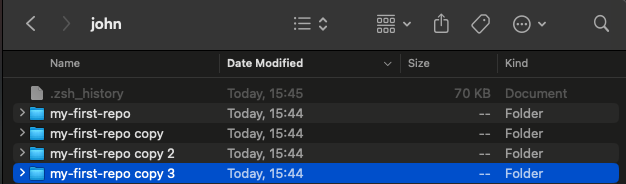 john
Name Date Modified Size Kind
.zsh_history Today, 15:45 70 KB Document
my-first-repo Today, 15:44 -- Folder
my-first-repo copy Today, 15:44 -- Folder
my-first-repo copy 2 Today, 15:44 -- Folder
my-first-repo copy 3 Today, 15:44 -- Folder